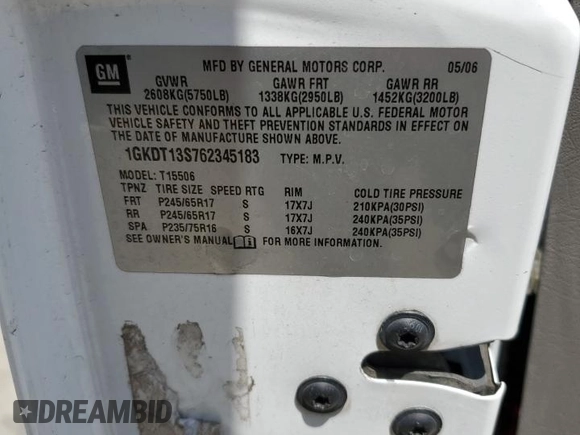 GM
MFD BY GENERAL MOTORS CORP. 05/06
GVWR GAWR FRT GAWR RR
2608KG(5750LB) 1338KG(2950LB) 1452KG(3200LB)
THIS VEHICLE CONFORMS TO ALL APPLICABLE U.S. FEDERAL MOTOR
VEHICLE SAFETY AND THEFT PREVENTION STANDARDS IN EFFECT ON
THE DATE OF MANUFACTURE SHOWN ABOVE.
1GKDT13S762345183 TYPE: M.P.V.
MODEL: T15506
TPNZ TIRE SIZE SPEED RTG RIM COLD TIRE PRESSURE
FRT P245/65R17 S 17X7J 210KPA(30PSI)
RR P245/65R17 S 17X7J 240KPA(35PSI)
SPA P235/75R16 S 16X7J 240KPA(35PSI)
SEE OWNER'S MANUAL FOR MORE INFORMATION
DREAMBID